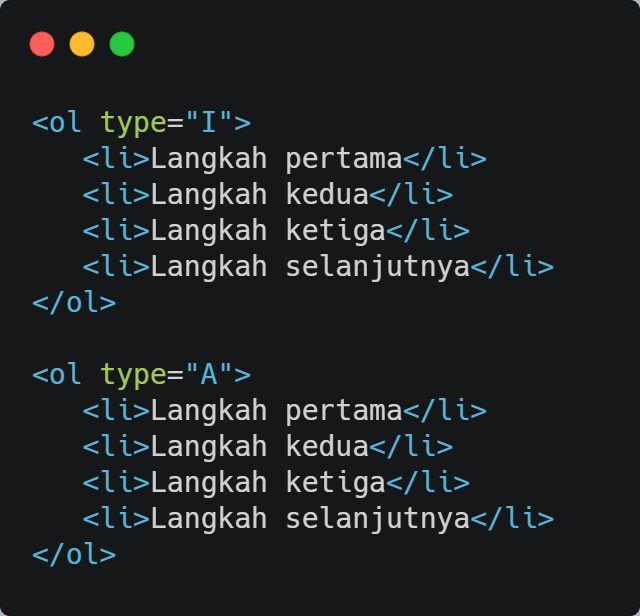 <ol type="I">
   <li>Langkah pertama</li>
   <li>Langkah kedua</li>
   <li>Langkah ketiga</li>
   <li>Langkah selanjutnya</li>
</ol>

<ol type="A">
   <li>Langkah pertama</li>
   <li>Langkah kedua</li>
   <li>Langkah ketiga</li>
   <li>Langkah selanjutnya</li>
</ol>